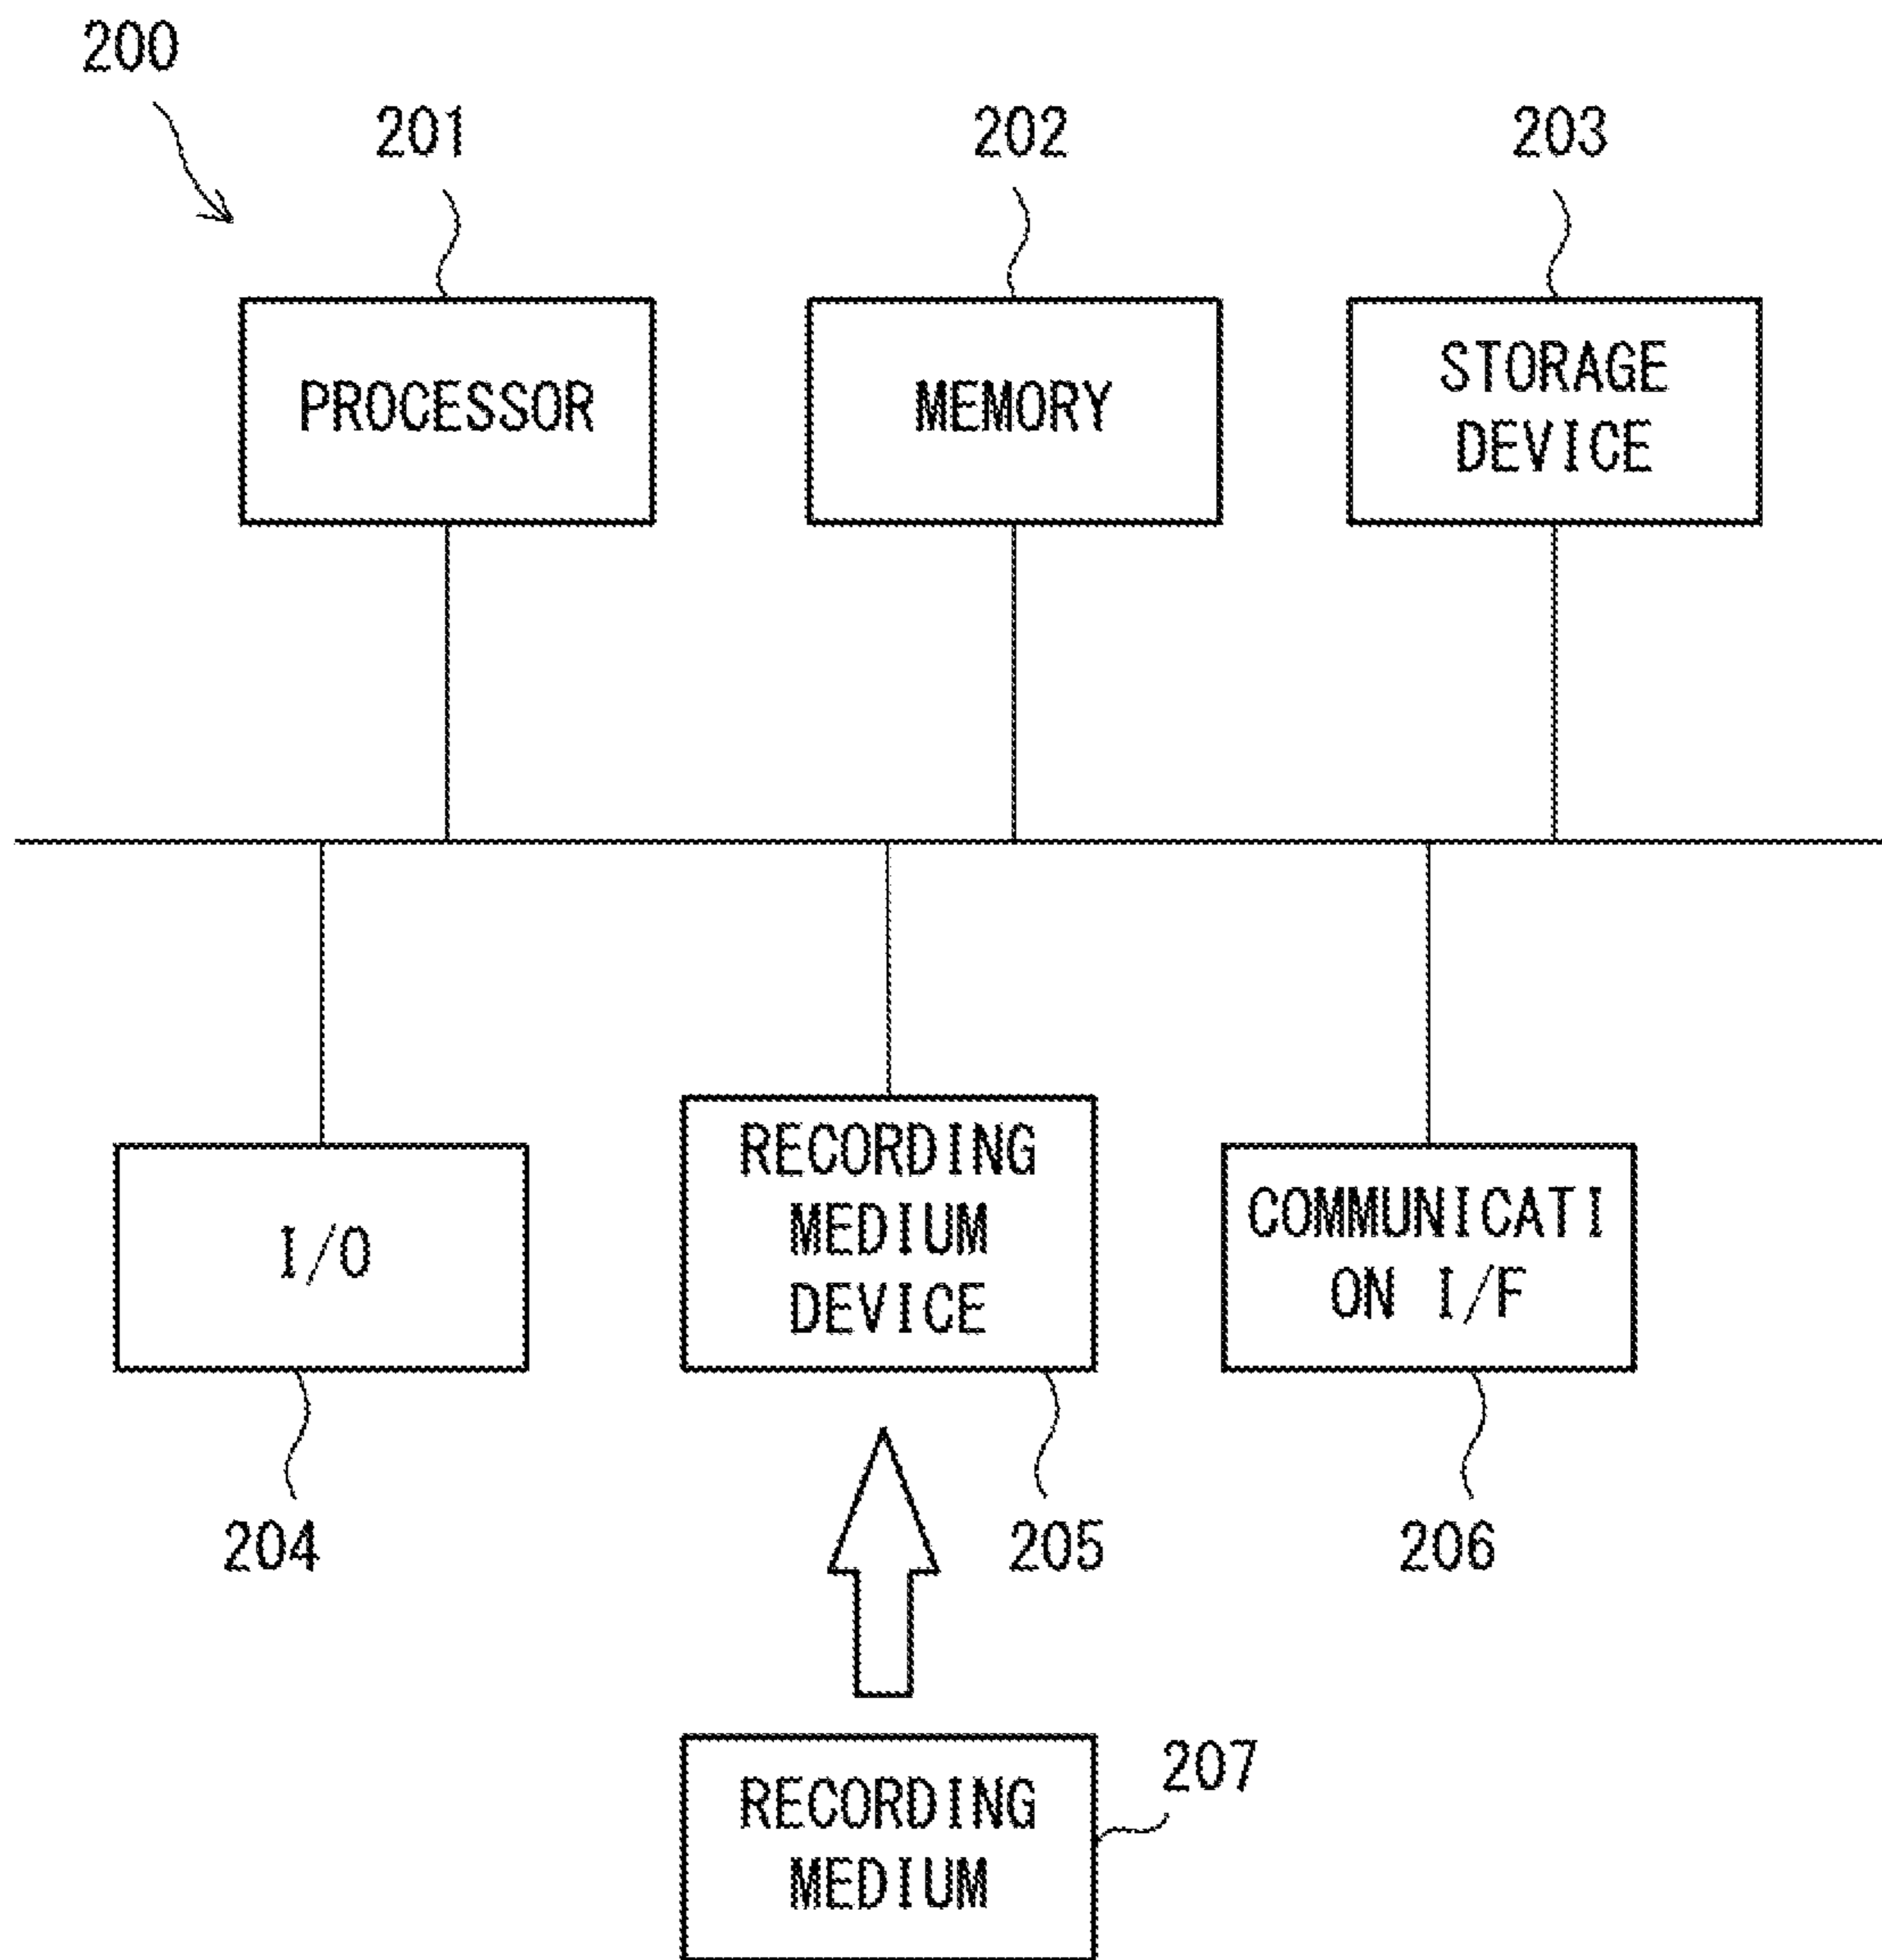 200
201
202
203
PROCESSOR
MEMORY
STORAGE
DEVICE
I/O
RECORDING
MEDIUM
DEVICE
COMMUNICATI
ON I/F
204
205
206
RECORDING
MEDIUM
207